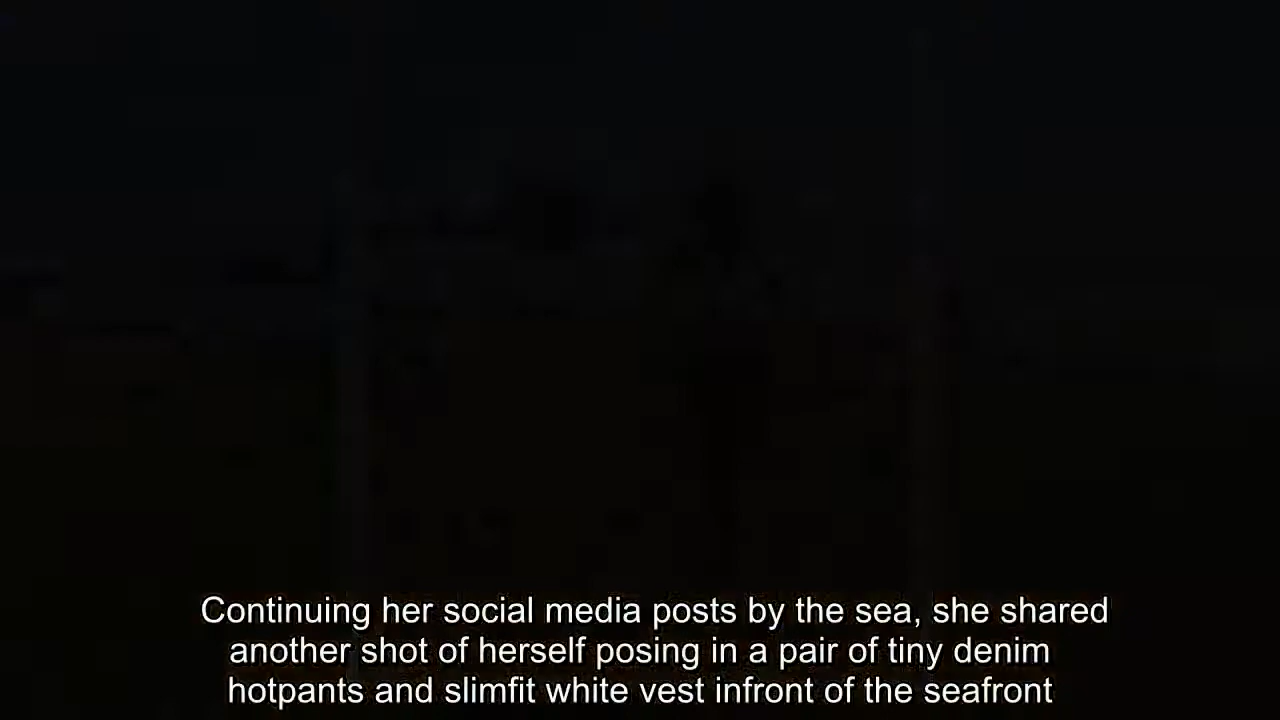 Continuing her social media posts by the sea, she shared
another shot of herself posing in a pair of tiny denim
hotpants and slimfit white vest infront of the seafront